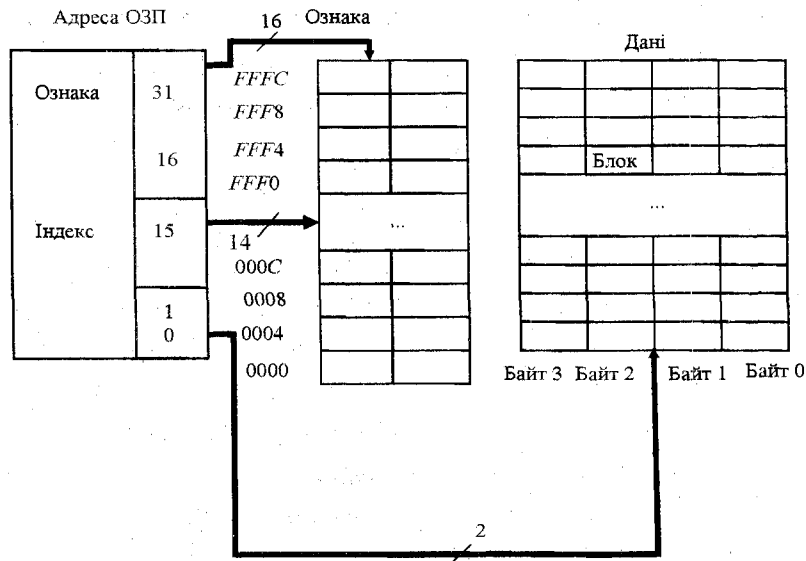 Адреса ОЗП
16
Ознака
Дані
Ознака
31
FFFC
FFF8
16
FFF4
FFF0
Блок
Індекс
15
14
...
...
000C
0008
1
0
0004
0000
Байт 3 Байт 2 Байт 1 Байт 0
2